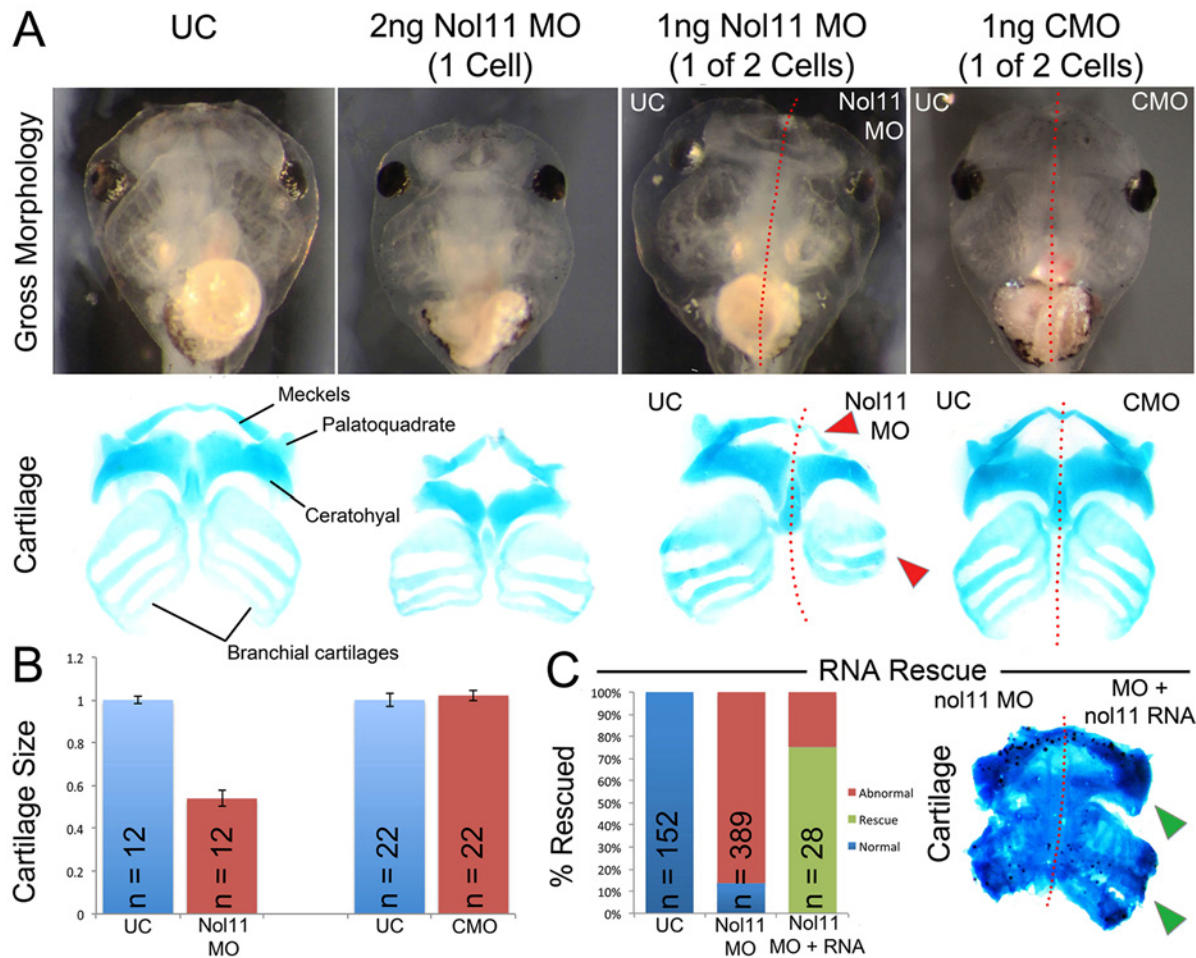 A
UC
2ng Nol11 MO
(1 Cell)
1ng Nol11 MO
(1 of 2 Cells)
1ng CMO
(1 of 2 Cells)
Gross Morphology
UC
Nol11
MO
UC
CMO
Cartilage
Meckels
Palatoquadrate
Ceratohyal
Branchial cartilages
UC
Nol11
MO
UC
CMO
B
Cartilage Size
1.2
1
0.8
0.6
0.4
0.2
0
n = 12
n = 12
n = 22
n = 22
UC
Nol11
MO
UC
CMO
C
RNA Rescue
% Rescued
100%
90%
80%
70%
60%
50%
40%
30%
20%
10%
0%
n = 152
n = 389
n = 28
UC
Nol11
MO
Nol11
MO + RNA
Abnormal
Rescue
Normal
Cartilage
nol11 MO
MO +
nol11 RNA